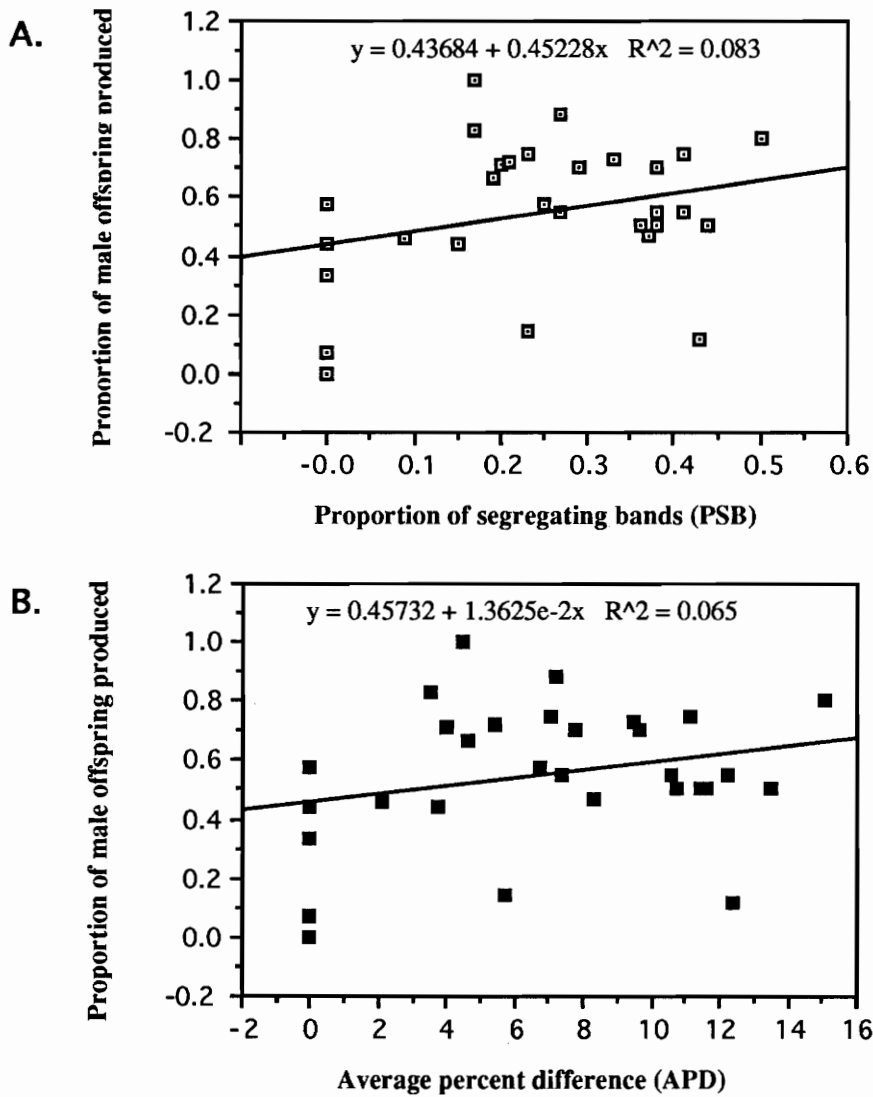 A.
Proportion of male offspring produced
1.2
1.0
0.8
0.6
0.4
0.2
0.0
-0.2
y = 0.43684 + 0.45228x R^2 = 0.083
-0.0 0.1 0.2 0.3 0.4 0.5 0.6
Proportion of segregating bands (PSB)
B.
Proportion of male offspring produced
1.2
1.0
0.8
0.6
0.4
0.2
0.0
-0.2
y = 0.45732 + 1.3625e-2x R^2 = 0.065
-2 0 2 4 6 8 10 12 14 16
Average percent difference (APD)